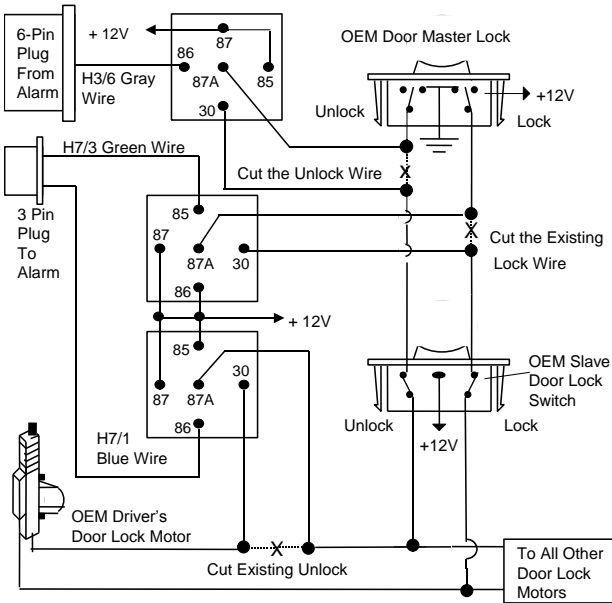 6-Pin
Plug
From
Alarm
+ 12V
86
87
87A
85
30
H3/6 Gray
Wire
OEM Door Master Lock
+12V
Unlock
Lock
H7/3 Green Wire
Cut the Unlock Wire
X
3 Pin
Plug
To
Alarm
85
87
87A
30
86
X
Cut the Existing
Lock Wire
+ 12V
85
30
87
87A
86
H7/1
Blue Wire
OEM Slave
Door Lock
Switch
Unlock
Lock
+12V
OEM Driver's
Door Lock Motor
X
Cut Existing Unlock
To All Other
Door Lock
Motors